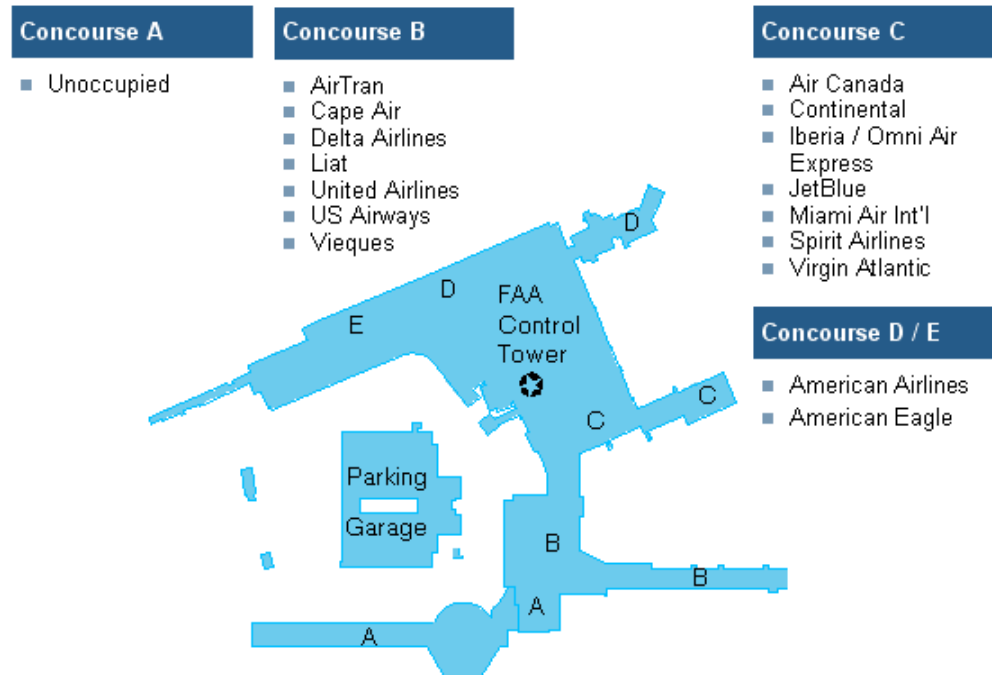 Concourse A
Unoccupied
Concourse B
AirTran
Cape Air
Delta Airlines
Liat
United Airlines
US Airways
Vieques
Concourse C
Air Canada
Continental
Iberia / Omni Air
Express
JetBlue
Miami Air Int'l
Spirit Airlines
Virgin Atlantic
Concourse D / E
American Airlines
American Eagle
D
D
E
FAA
Control
Tower
C
C
Parking
Garage
B
B
A
A